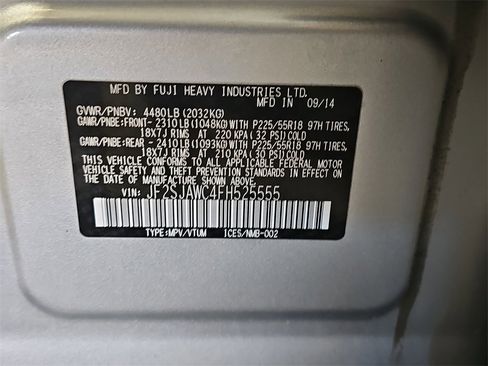 MFD BY FUJI HEAVY INDUSTRIES LTD.
MFD IN 09/14
GVWR/PNBV: 4480LB(2032KG)
GAWR/PNBE:FRONT- 2310LB(1048KG) WITH P225/55R18 97H TIRES,
18X7J RIMS AT 220 KPA(32 PSI)COLD
GAWR/PNBE:REAR - 2410LB(1093KG) WITH P225/55R18 97H TIRES,
18X7J RIMS AT 210 KPA(30 PSI)COLD
THIS VEHICLE CONFORMS TO ALL APPLICABLE FEDERAL MOTOR
VEHICLE SAFETY AND THEFT PREVENTION STANDARDS IN EFFECT
ON THE DATE OF MANUFACTURE SHOWN ABOVE.
VIN: JF2SJAWC4FH525555
TYPE:MPV/VTUM ICES/NMB-002